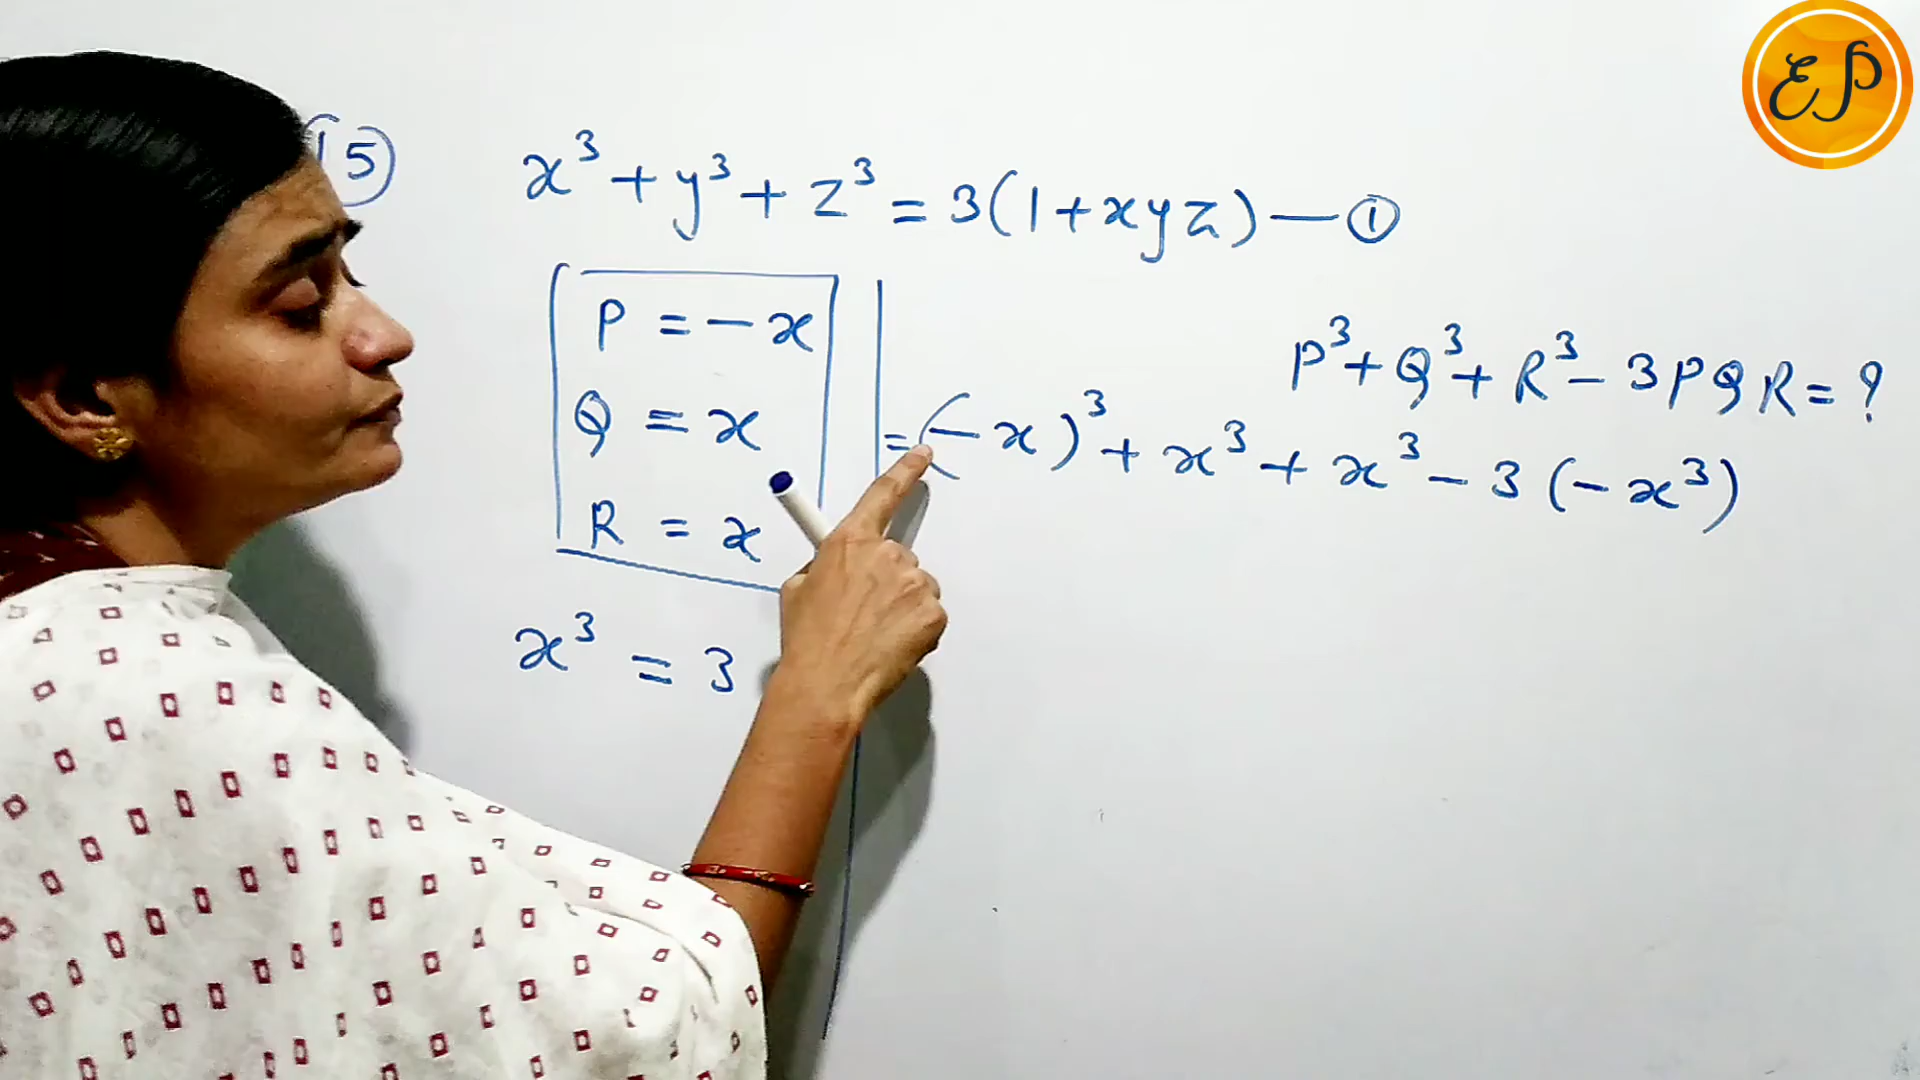 EP
15
x³ + y³ + z³ = 3(1+xyz) — ①
P = -x
Q = x
R = x
P³ + Q³ + R³ - 3PQR = ?
= (-x)³ + x³ + x³ - 3(-x³)
x³ = 3